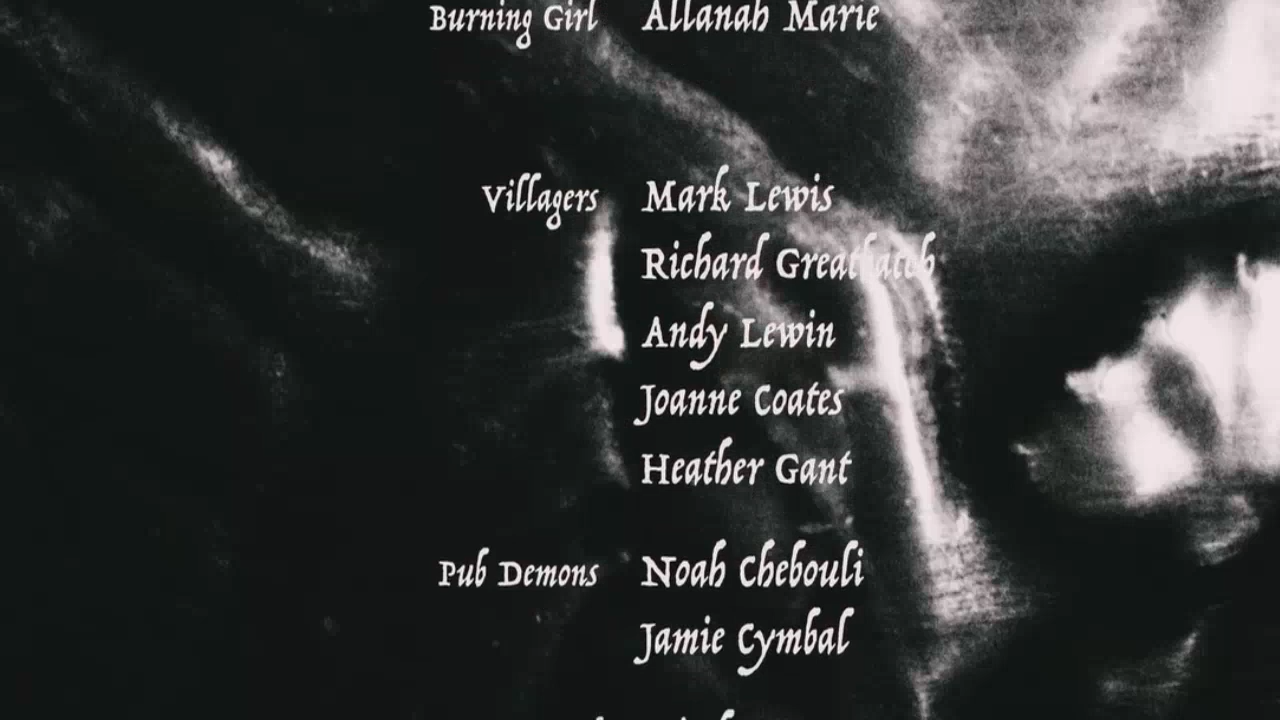 Burning Girl Allanah Marie
Villagers Mark Lewis
Richard Greathatch
Andy Lewin
Joanne Coates
Heather Gant
Pub Demons Noah Chebouli
Jamie Cymbal